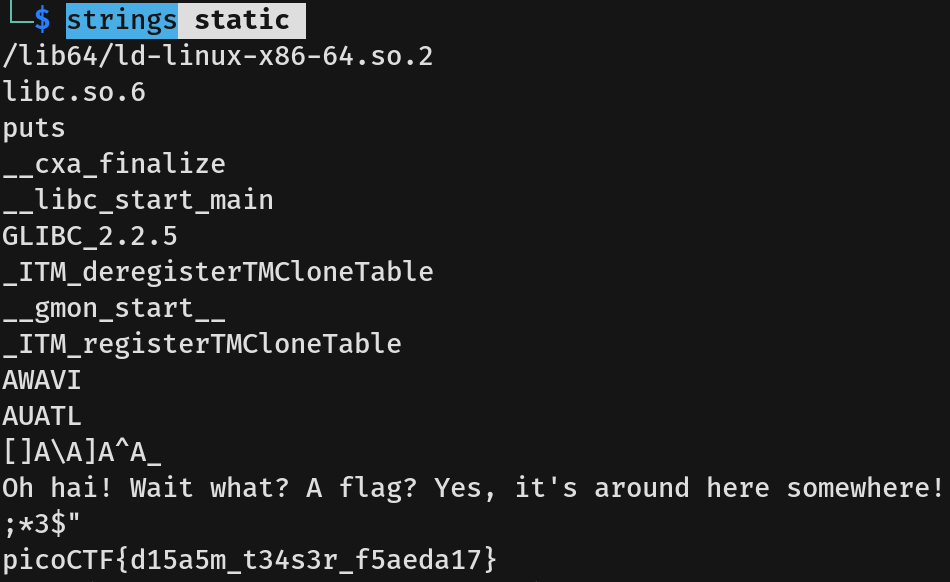 └─$ strings static
/lib64/ld-linux-x86-64.so.2
libc.so.6
puts
__cxa_finalize
__libc_start_main
GLIBC_2.2.5
_ITM_deregisterTMCloneTable
__gmon_start__
_ITM_registerTMCloneTable
AWAVI
AUATL
[]A\A]A^A_
Oh hai! Wait what? A flag? Yes, it's around here somewhere!
;*3$"
picoCTF{d15a5m_t34s3r_f5aeda17}